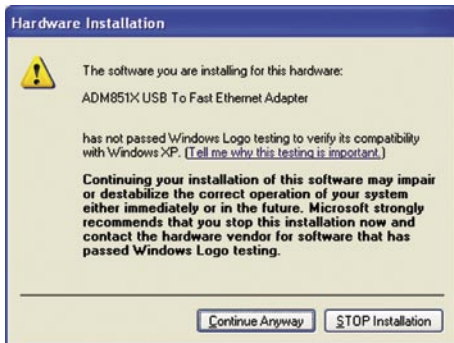 Hardware Installation
The software you are installing for this hardware:
ADM851X USB To Fast Ethernet Adapter
has not passed Windows Logo testing to verify its compatibility
with Windows XP. (Tell me why this testing is important.)
Continuing your installation of this software may impair
or destabilize the correct operation of your system
either immediately or in the future. Microsoft strongly
recommends that you stop this installation now and
contact the hardware vendor for software that has
passed Windows Logo testing.
Continue Anyway STOP Installation